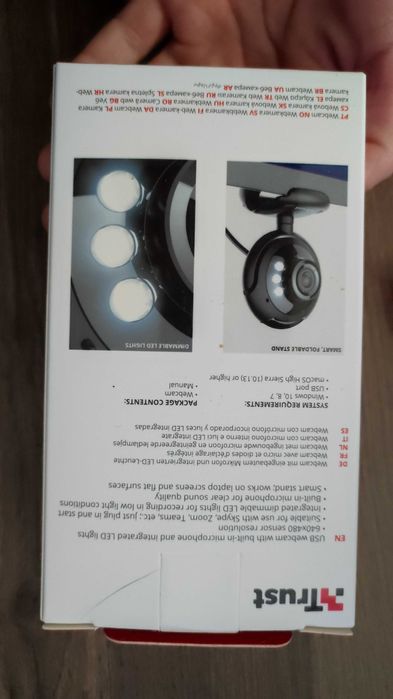 Trust
EN USB webcam with built-in microphone and integrated LED lights
• 640x480 sensor resolution
• Suitable for use with Skype, Zoom, Teams, etc.; just plug in and start
• Integrated dimmable LED lights for recording in low light conditions
• Built-in microphone for clear sound quality
• Smart stand; works on laptop screens and flat surfaces
DE Webcam mit eingebautem Mikrofon und integrierten LED-Leuchte
FR Webcam avec micro et diodes d'éclairage intégrés
NL Webcam met ingebouwde microfoon en geïntegreerde ledlampjes
IT Webcam con microfono interno e luci LED integrate
ES Webcam con micrófono incorporado y luces LED integradas
SYSTEM REQUIREMENTS:
• Windows 10, 8, 7
• USB port
• macOS High Sierra (10.13) or higher
PACKAGE CONTENTS:
• Webcam
• Manual
SMART, FOLDABLE STAND
DIMMABLE LED LIGHTS
PT Webcam NO Webkamera SV Webbkamera FI Webbkamera DA Webcam PL Kamera
CS Webová kamera SK Webová kamera HU Webkamera RO Cameră web BG Уеб
камера EL Κάμερα Web TR Web Kamerası RU Веб-камера SL Spletna kamera HR Web-
kamera BR Webcam UA Веб-камера AR